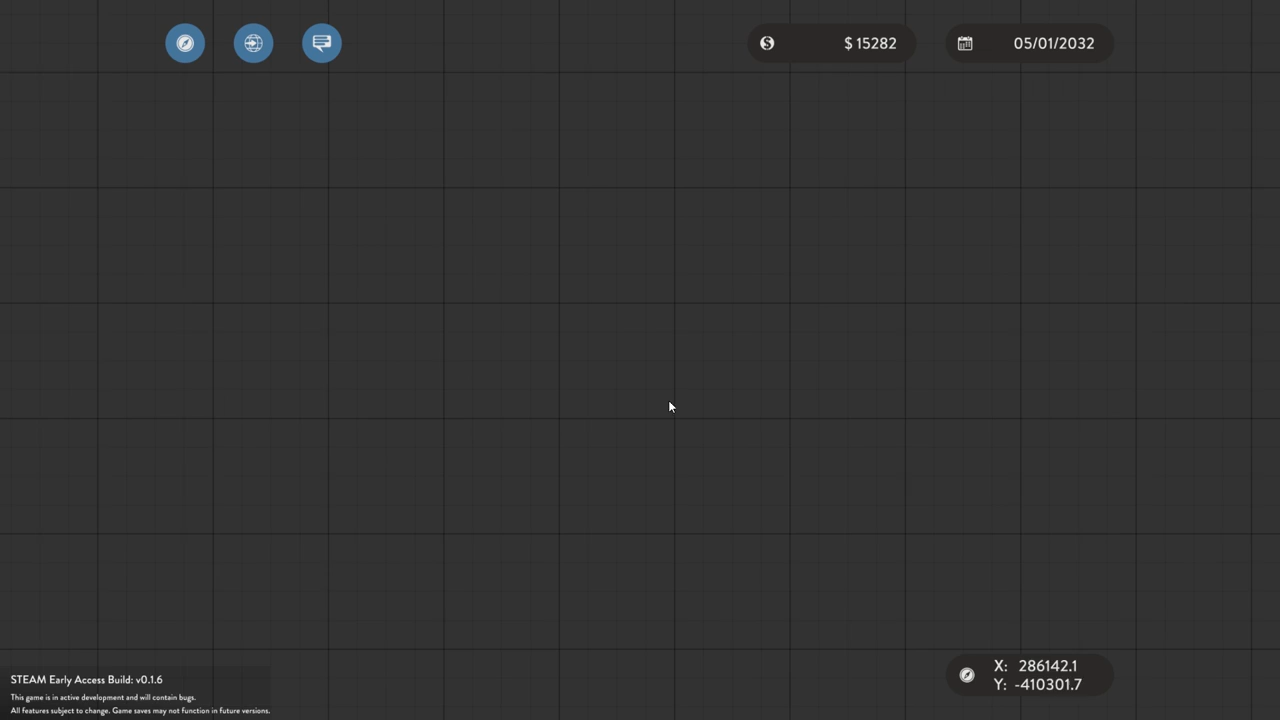 $ 15282
05/01/2032
X: 286142.1
Y: -410301.7
STEAM Early Access Build: v0.1.6
This game is in active development and will contain bugs.
All features subject to change. Game saves may not function in future versions.